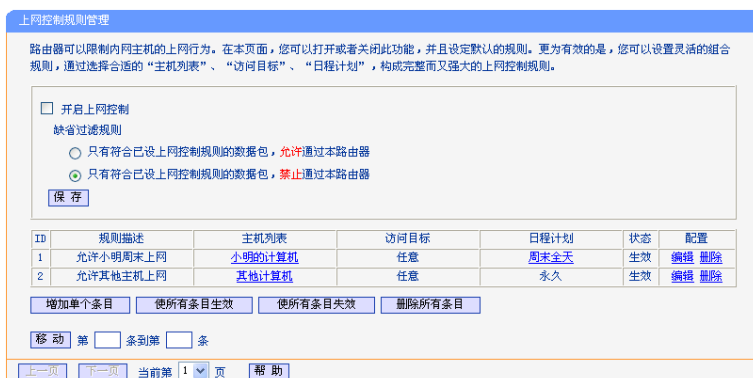 上网控制规则管理
路由器可以限制内网主机的上网行为。在本页面，您可以打开或者关闭此功能，并且设定默认的规则。更为有效的是，您可以设置灵活的组合
规则，通过选择合适的“主机列表”、“访问目标”、“日程计划”，构成完整而又强大的上网控制规则。
开启上网控制
缺省过滤规则
只有符合已设上网控制规则的数据包，允许通过本路由器
只有符合已设上网控制规则的数据包，禁止通过本路由器
保 存
ID 规则描述 主机列表 访问目标 日程计划 状态 配置
1 允许小明周末上网 小明的计算机 任意 周末全天 生效 编辑 删除
2 允许其他主机上网 其他计算机 任意 永久 生效 编辑 删除
增加单个条目 使所有条目生效 使所有条目失效 删除所有条目
移 动 第 条到第 条
上一页 下一页 当前第 1 页 帮 助